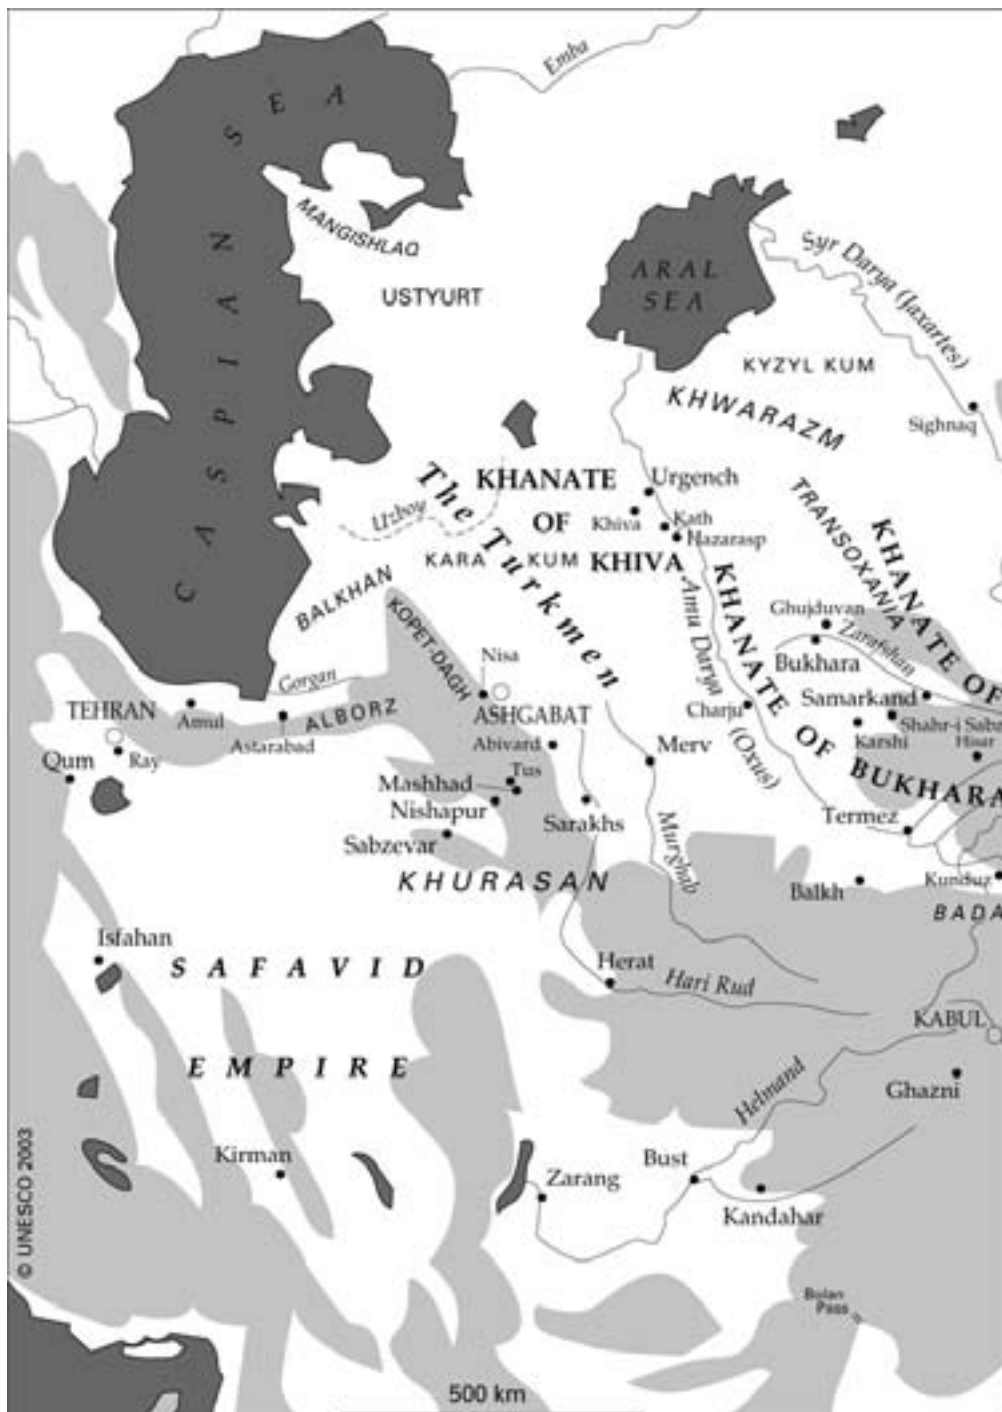 Emba
CASPIAN SEA
MANGISHLAQ
USTYURT
ARAL
SEA
Syr Darya (Jaxartes)
KYZYL KUM
KHWARAZM
Sighnaq
The Turkmen
KHANATE
OF
KHIVA
Urgench
Khiva
Kath
Hazarasp
Uzboy
KARA KUM
TRANSOXANIA
KHANATE OF
BALKHAN
KOPET-DAGH
Amu Darya
(Oxus)
KHANATE OF BUKHARA
Ghujduvan
Zarafshan
Bukhara
Nisa
Gorgan
Samarkand
TEHRAN
Amul
ALBORZ
ASHGABAT
Charju
Shahr-i Sabz
Astarabad
Abivard
Karshi
Hisar
Qum
Ray
Merv
Tus
Mashhad
Nishapur
Sarakhs
Termez
Sabzevar
Murghab
KHURASAN
Balkh
Kunduz
BADA
Isfahan
SAFAVID
Herat
Hari Rud
KABUL
EMPIRE
Helmand
Ghazni
Kirman
Bust
Zarang
Kandahar
Bolan
Pass
© UNESCO 2003
500 km